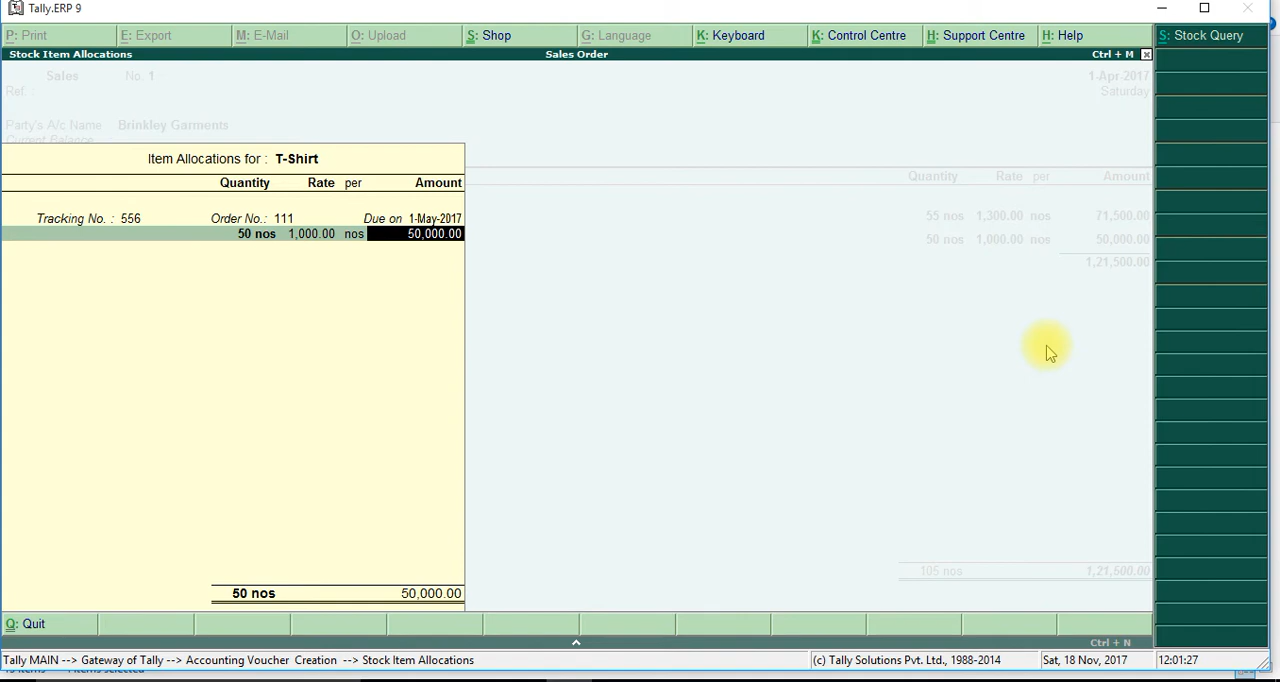 Tally.ERP 9
P: Print E: Export M: E-Mail O: Upload S: Shop G: Language K: Keyboard K: Control Centre H: Support Centre H: Help S: Stock Query
Stock Item Allocations Sales Order Ctrl + M
Sales No. 1 1-Apr-2017
Ref. : Saturday
Party's A/c Name Brinkley Garments
Current Balance
Item Allocations for : T-Shirt
Quantity Rate per Amount Quantity Rate per Amount
Tracking No. : 556 Order No.: 111 Due on 1-May-2017 55 nos 1,300.00 nos 71,500.00
50 nos 1,000.00 nos 50,000.00 50 nos 1,000.00 nos 50,000.00
1,21,500.00
105 nos 1,21,500.00
50 nos 50,000.00
Q: Quit
Ctrl + N
Tally MAIN --> Gateway of Tally --> Accounting Voucher Creation --> Stock Item Allocations (c) Tally Solutions Pvt. Ltd., 1988-2014 Sat, 18 Nov, 2017 12:01:27